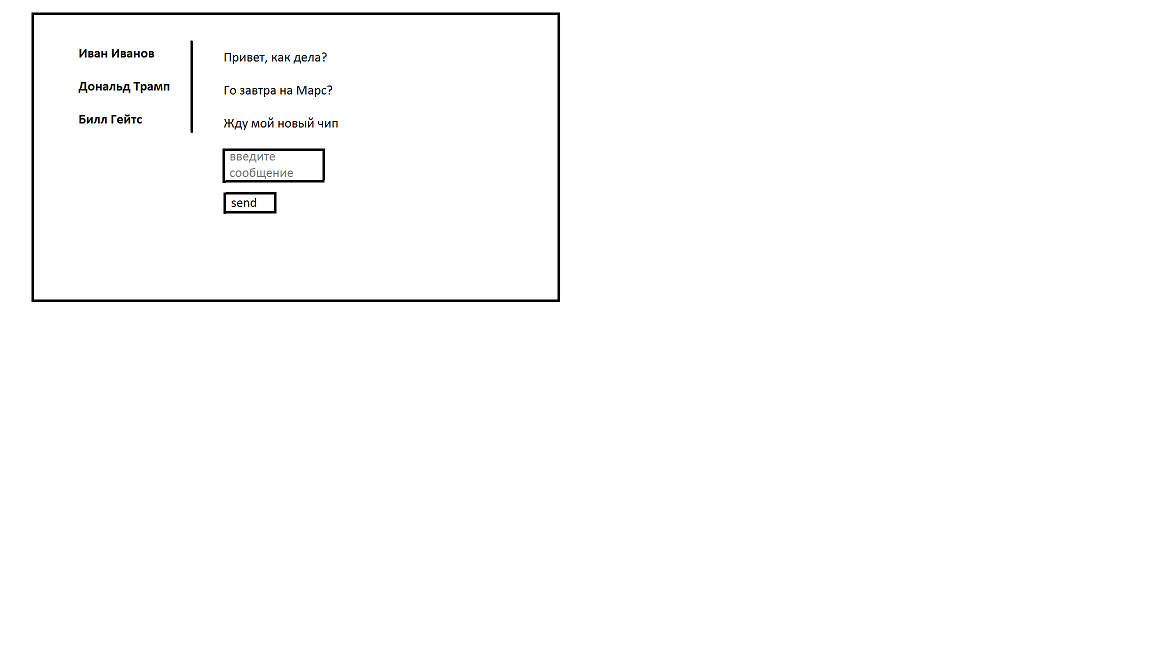 Иван Иванов
Дональд Трамп
Билл Гейтс
Привет, как дела?
Го завтра на Марс?
Жду мой новый чип
введите
сообщение
send